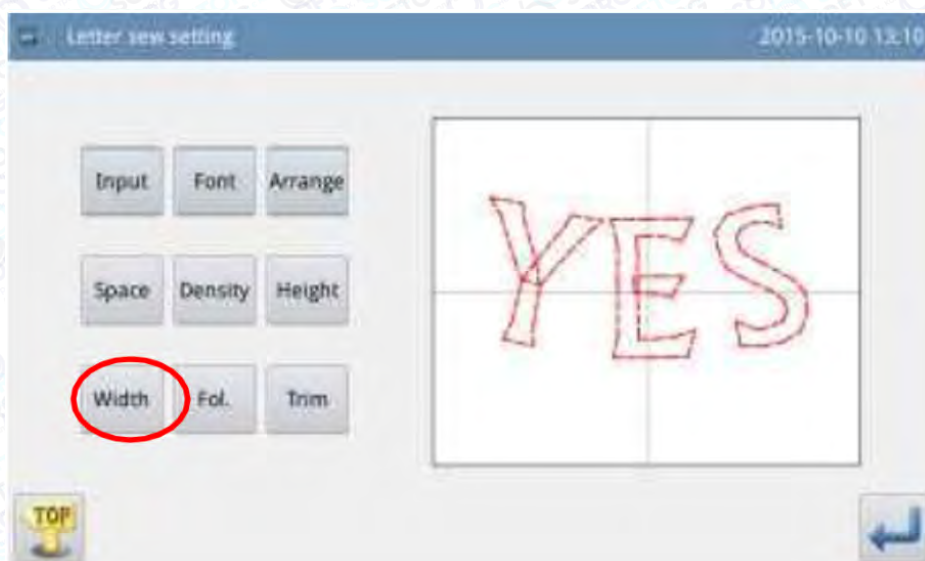 Letter sew setting 2015-10-10 13:10
Input Font Arrange
YES
Space Density Height
Width Fol. Trim
TOP